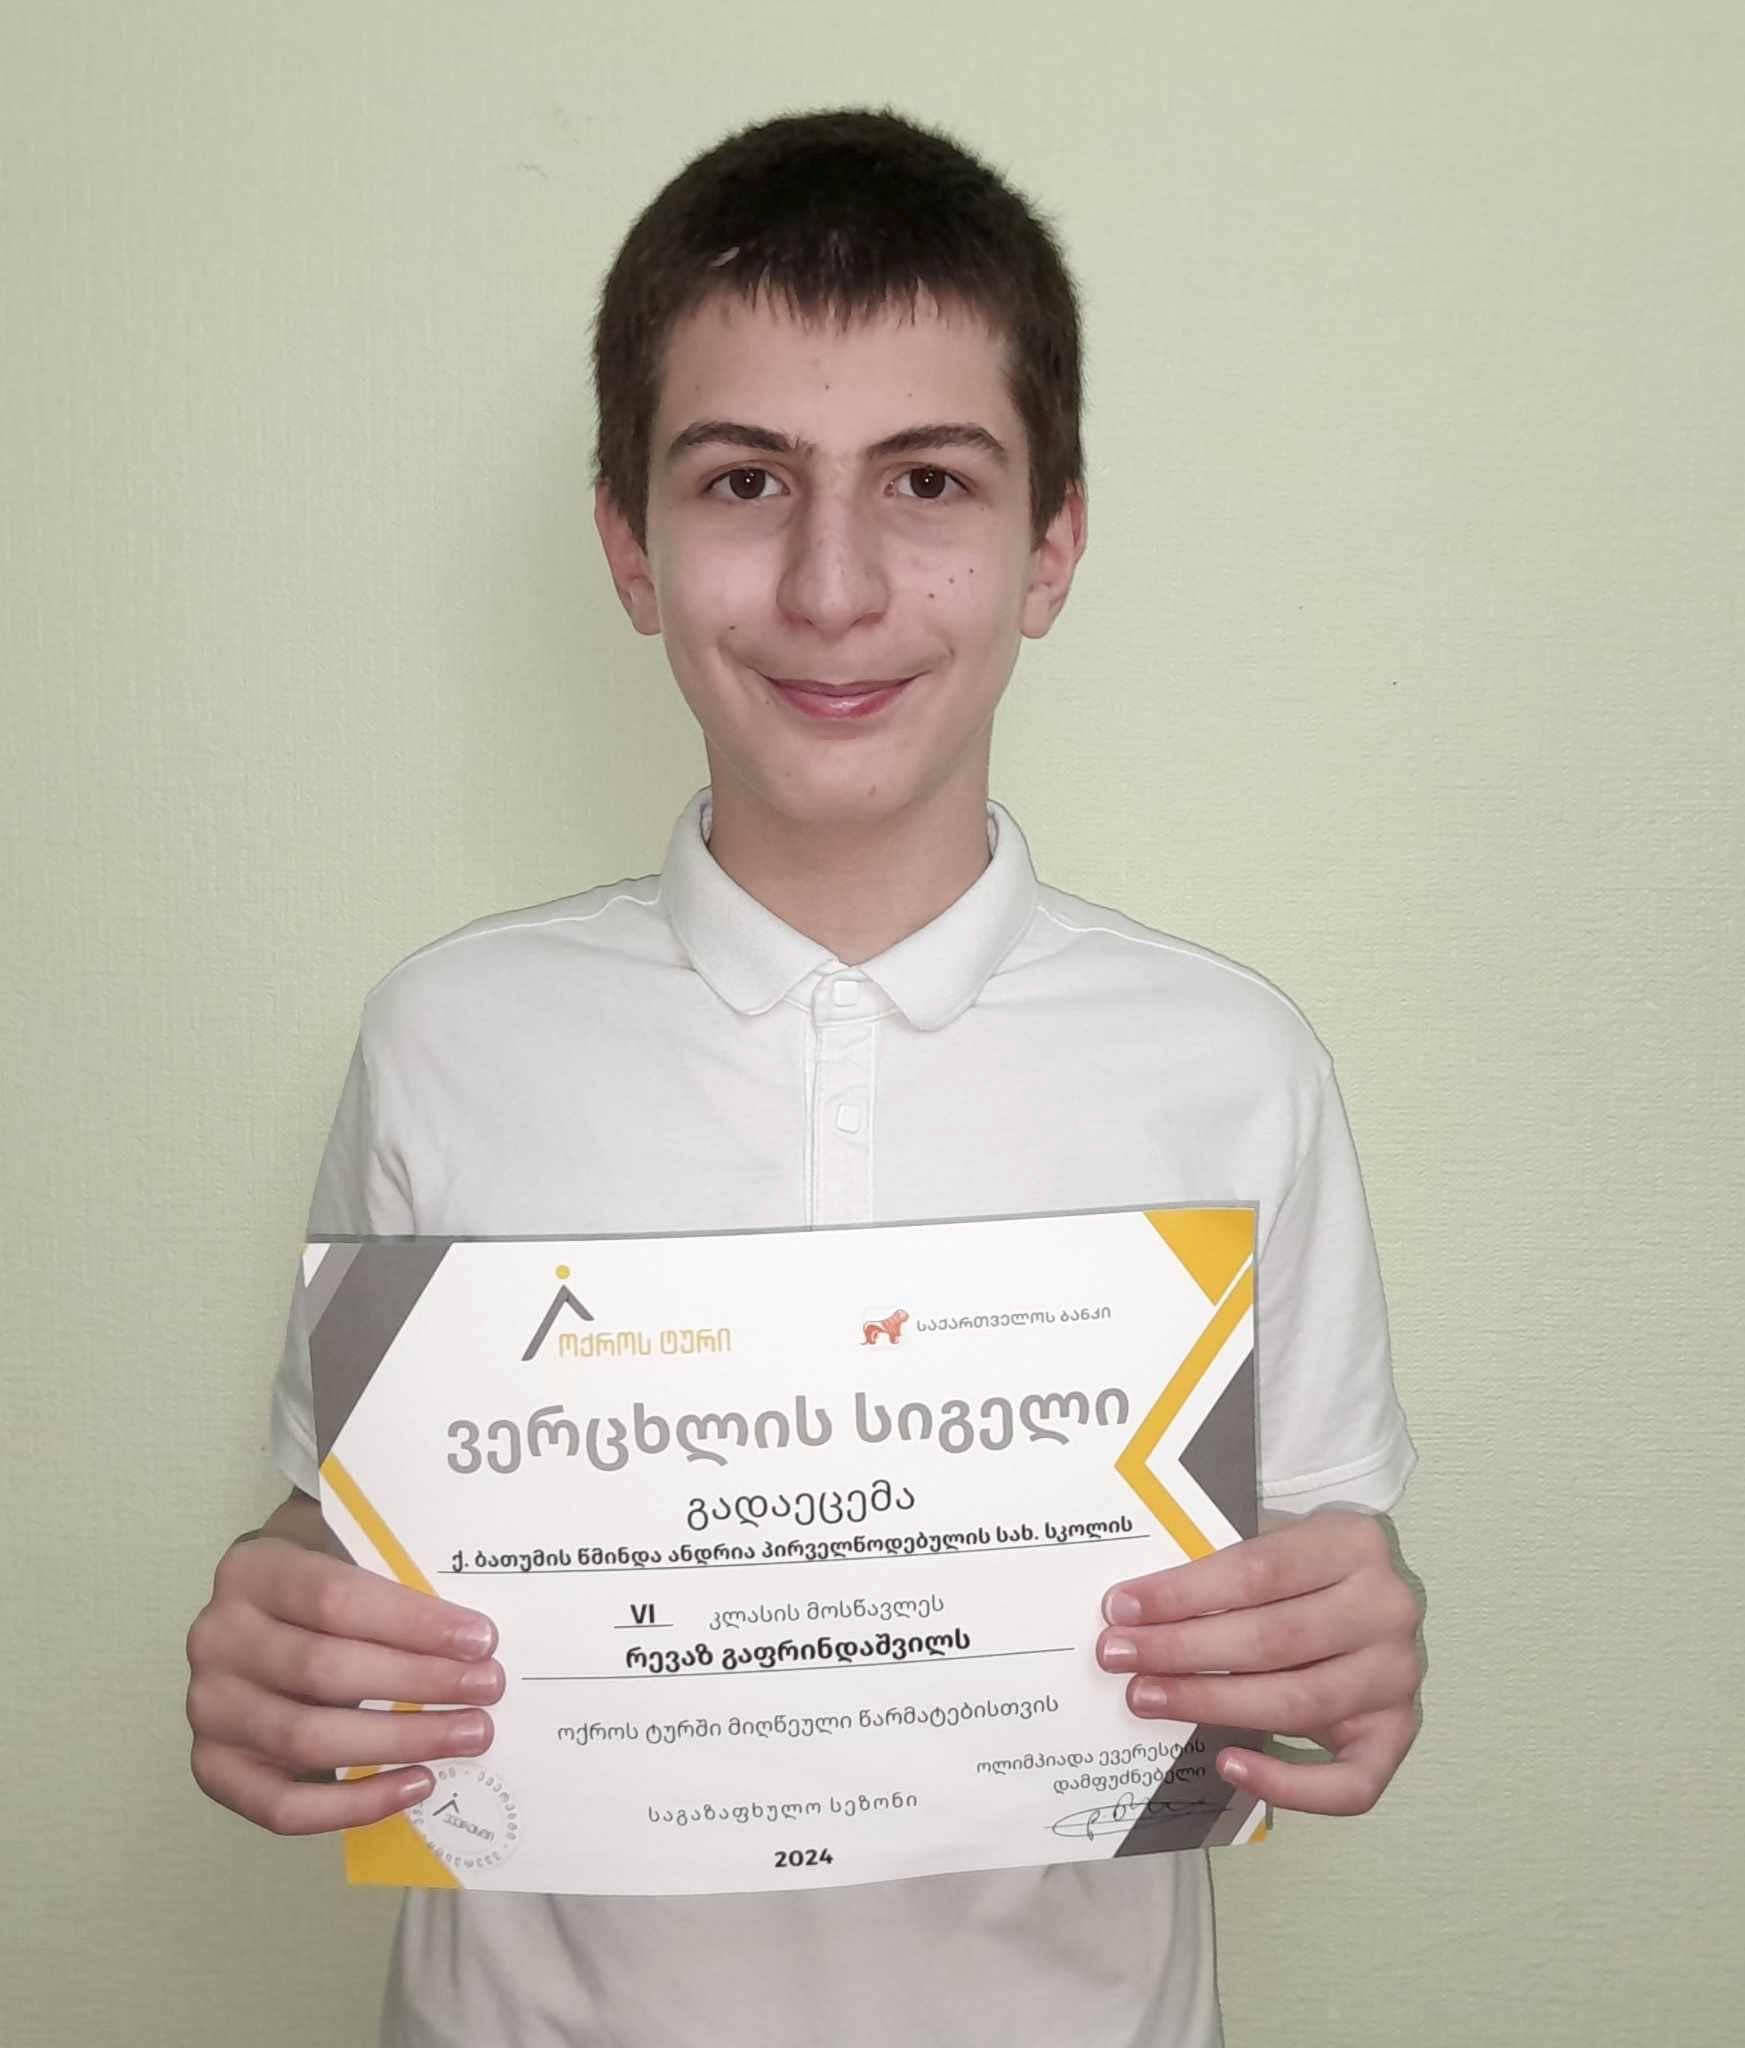 ოქროს ტური
საქართველოს ბანკი
ვერცხლის სიგელი
გადაეცემა
ქ. ბათუმის წმინდა ანდრია პირველწოდებულის სახ. სკოლის
VI კლასის მოსწავლეს
რევაზ გაფრინდაშვილს
ოქროს ტურში მიღწეული წარმატებისთვის
ოლიმპიადა ევერესტის
დამფუძნებელი
საგაზაფხულო სეზონი
2024